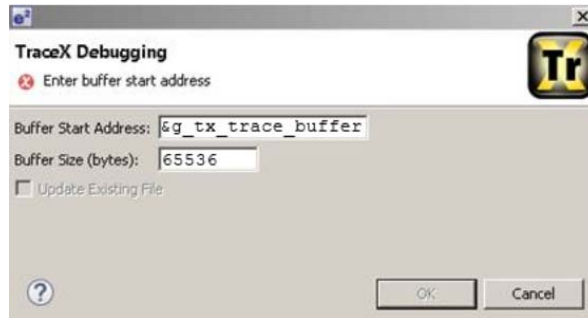 e²
TraceX Debugging
Enter buffer start address
Tr
Buffer Start Address: &g_tx_trace_buffer
Buffer Size (bytes): 65536
Update Existing File
?
OK Cancel